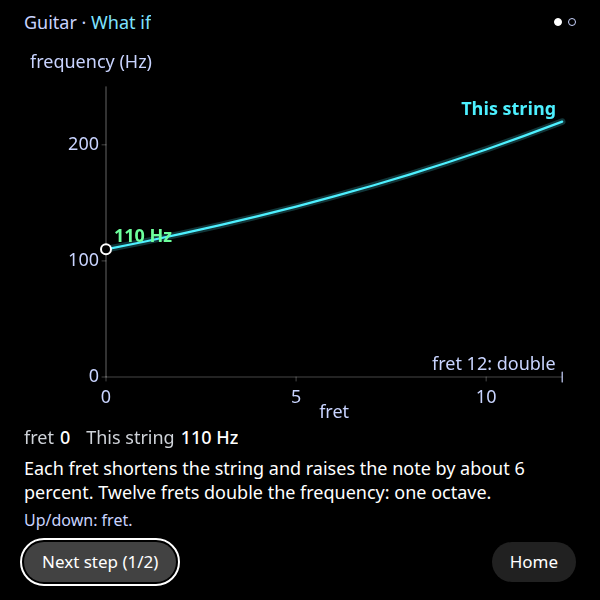 Guitar · What if
frequency (Hz)
This string
200
110 Hz
100
fret 12: double
0
0 5 10
fret
fret 0 This string 110 Hz
Each fret shortens the string and raises the note by about 6
percent. Twelve frets double the frequency: one octave.
Up/down: fret.
Next step (1/2) Home